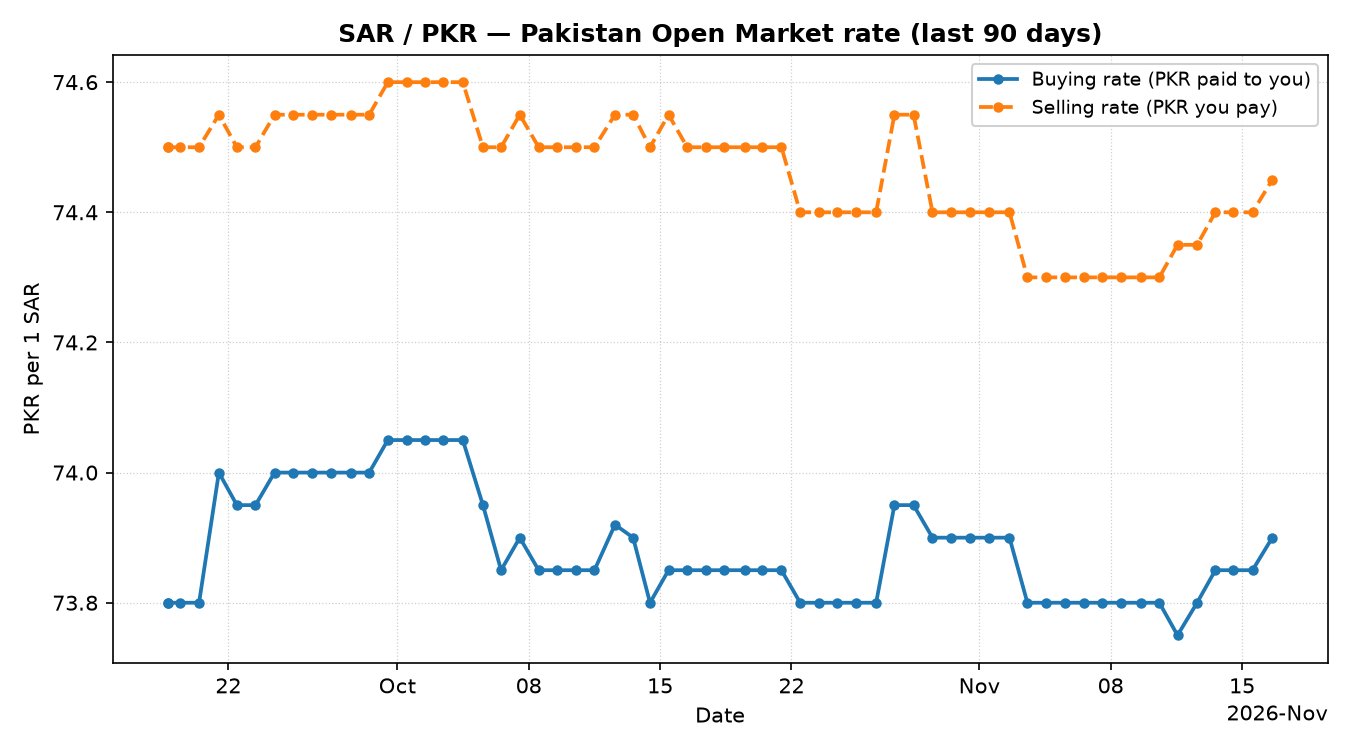 SAR / PKR — Pakistan Open Market rate (last 90 days)
Buying rate (PKR paid to you)
Selling rate (PKR you pay)
PKR per 1 SAR
74.6
74.4
74.2
74.0
73.8
22 Oct 08 15 22 Nov 08 15
Date
2026-Nov